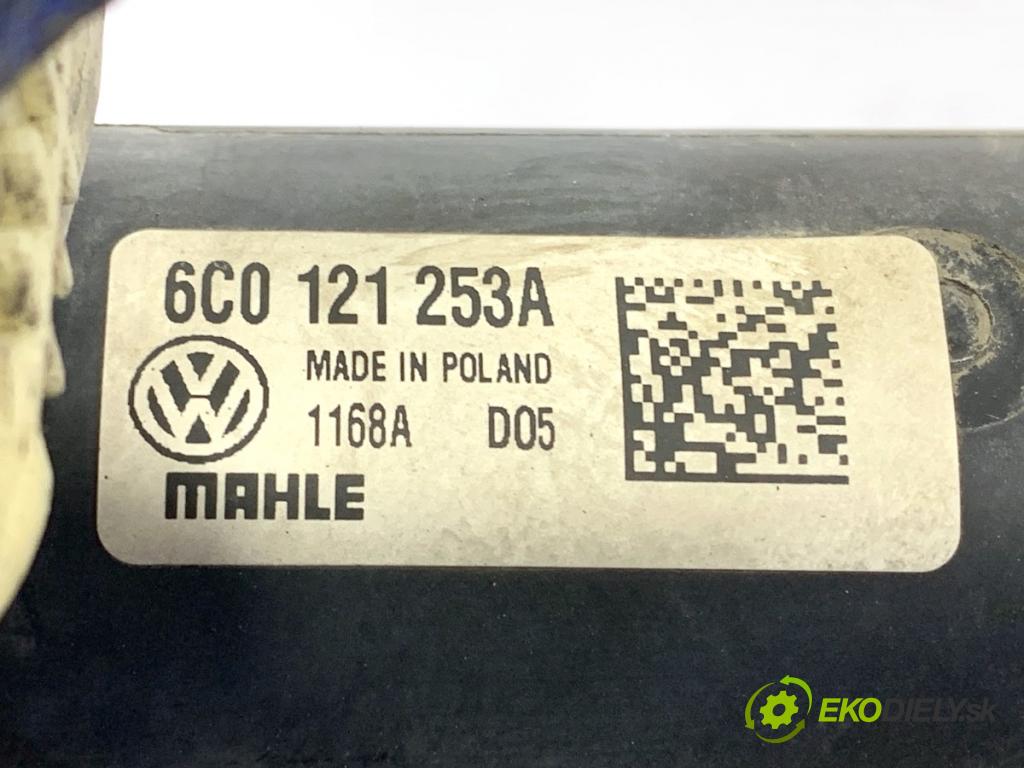 6C0 121 253A
MADE IN POLAND
1168A D05
MAHLE
EKODIELY.sk